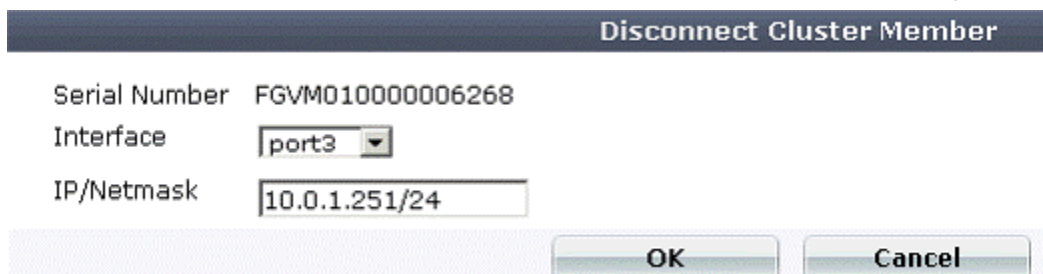 Disconnect Cluster Member
Serial Number FGVM010000006268
Interface port3
IP/Netmask 10.0.1.251/24
OK Cancel